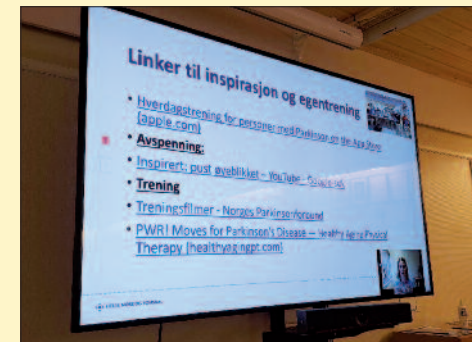 Linker til inspirasjon og egentrening
• Hverdagstrening for personer med Parkinson on the App Store
(apple.com)
• Avspenning:
• Inspirert: pust øyeblikket – YouTube -
• Trening
• Treningsfilmer - Norges Parkinsonforbund
• PWR! Moves for Parkinson's Disease — Healthy Aging Physical
Therapy (healthyagingpt.com)